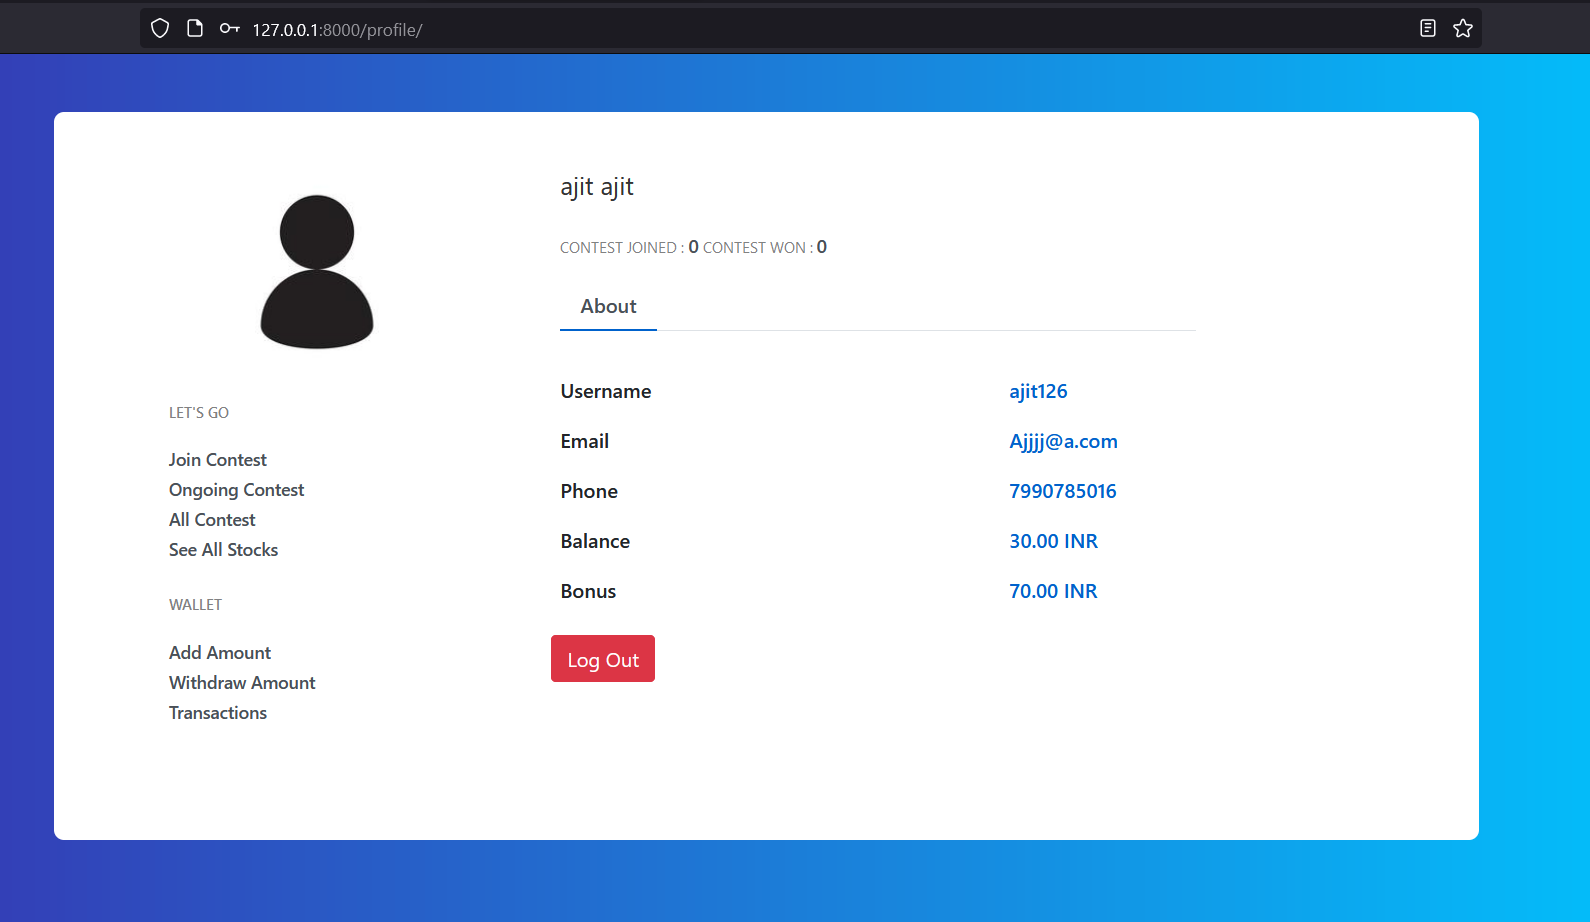 127.0.0.1:8000/profile/
ajit ajit
CONTEST JOINED : 0 CONTEST WON : 0
About
Username ajit126
Email Ajjjj@a.com
Phone 7990785016
Balance 30.00 INR
Bonus 70.00 INR
Log Out
LET'S GO
Join Contest
Ongoing Contest
All Contest
See All Stocks
WALLET
Add Amount
Withdraw Amount
Transactions